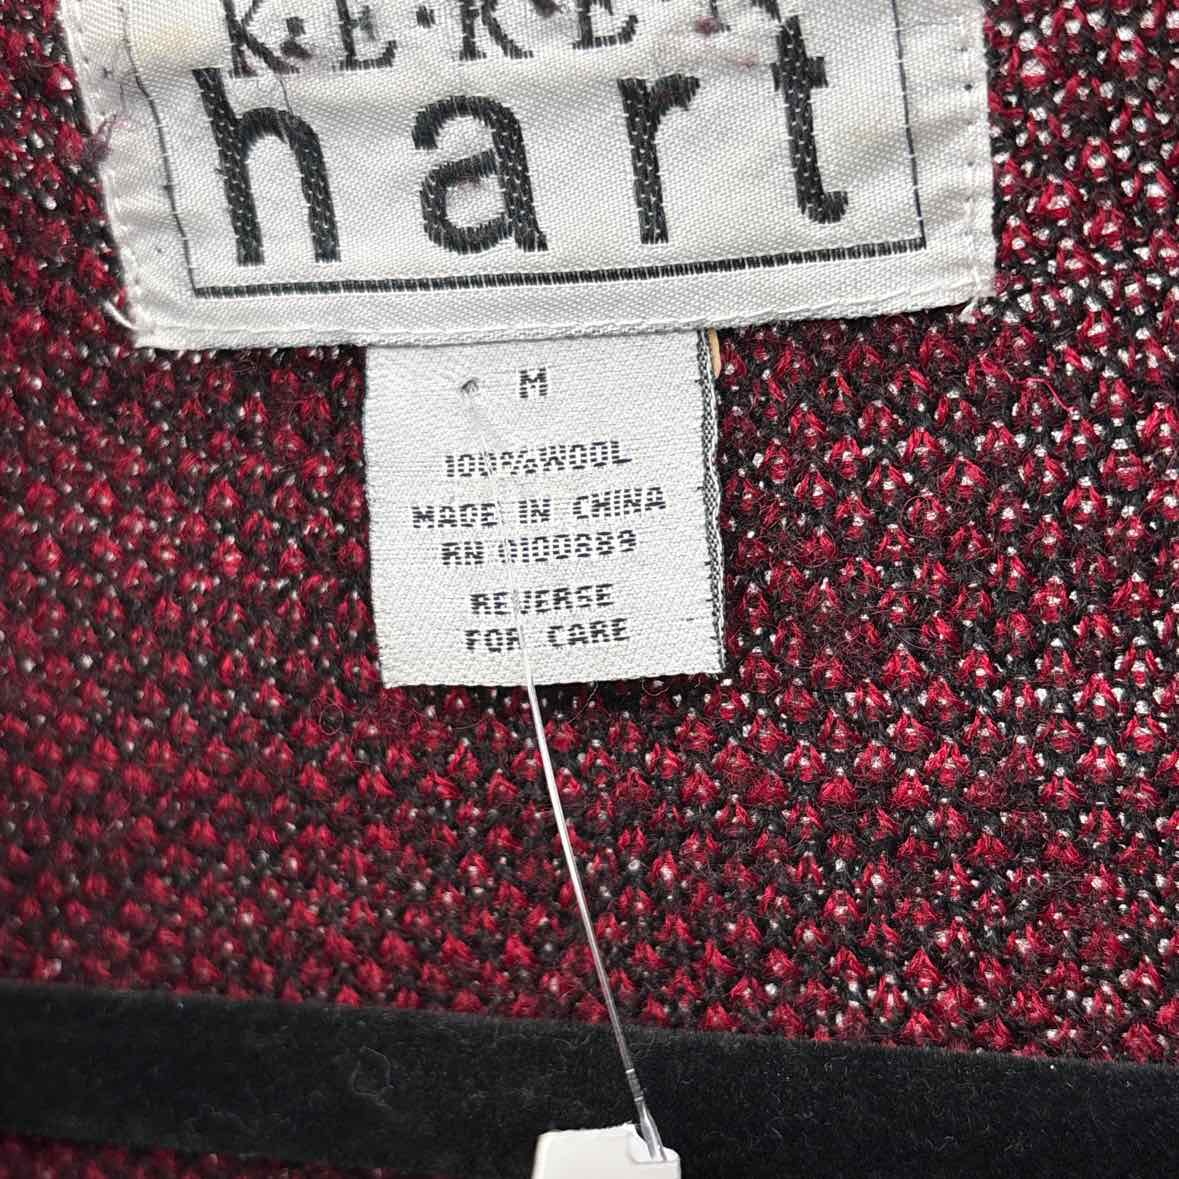 hart
M
100%WOOL
MADE IN CHINA
RN 0100889
REVERSE
FOR CARE